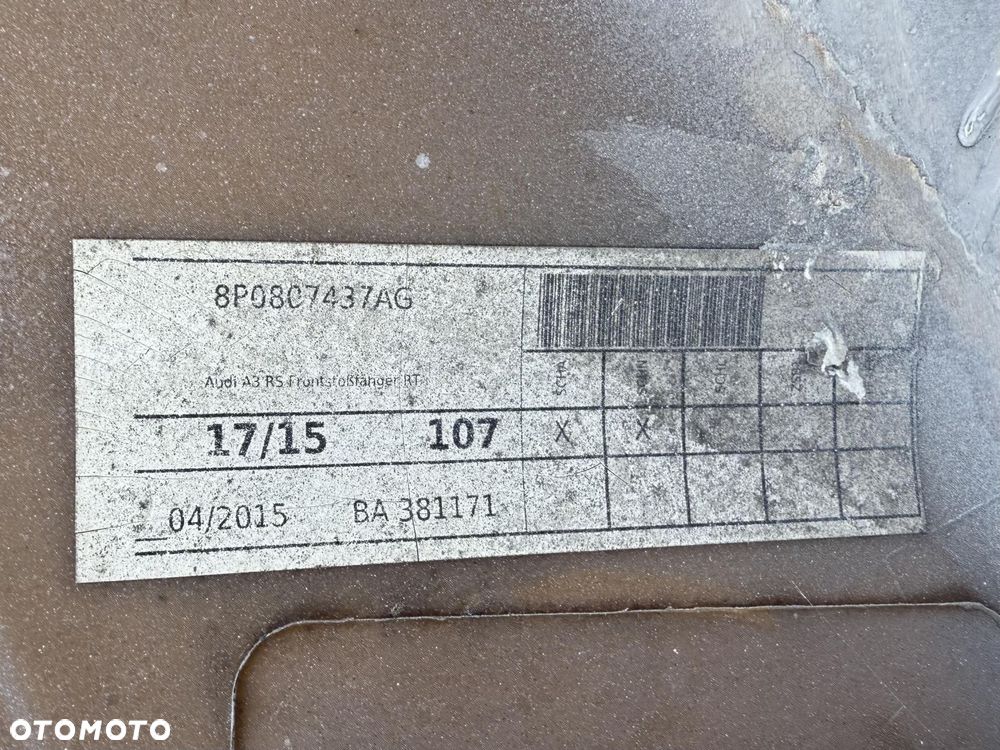 8P0807437AG
Audi A3 RS Frontstoßfänger RT
17/15 107
X X
04/2015 BA 381171
OTOMOTO